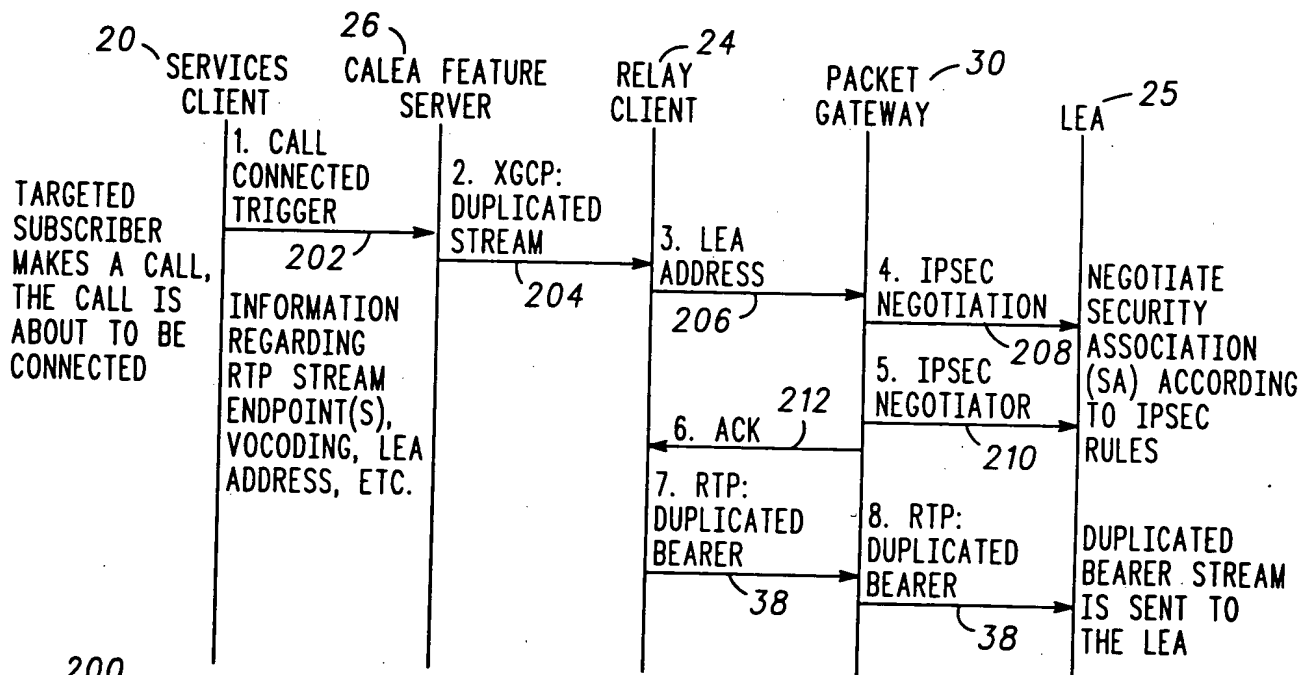 20
SERVICES
CLIENT
26
CALEA FEATURE
SERVER
24
RELAY
CLIENT
30
PACKET
GATEWAY
25
LEA
TARGETED
SUBSCRIBER
MAKES A CALL,
THE CALL IS
ABOUT TO BE
CONNECTED
1. CALL
CONNECTED
TRIGGER
202
INFORMATION
REGARDING
RTP STREAM
ENDPOINT(S),
VOCODING, LEA
ADDRESS, ETC.
2. XGCP:
DUPLICATED
STREAM
204
3. LEA
ADDRESS
206
4. IPSEC
NEGOTIATION
208
5. IPSEC
NEGOTIATOR
210
NEGOTIATE
SECURITY
ASSOCIATION
(SA) ACCORDING
TO IPSEC
RULES
6. ACK
212
7. RTP:
DUPLICATED
BEARER
38
8. RTP:
DUPLICATED
BEARER
38
DUPLICATED
BEARER STREAM
IS SENT TO
THE LEA
200